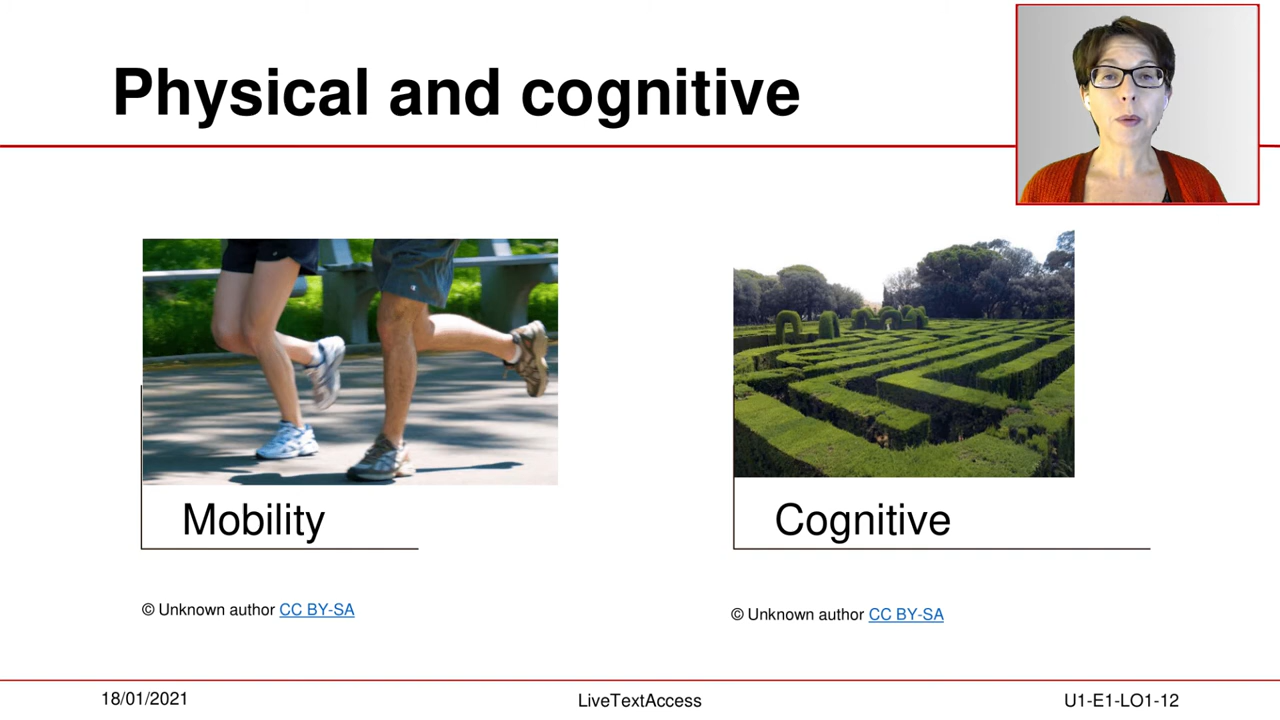 Physical and cognitive
Mobility
Cognitive
© Unknown author CC BY-SA
© Unknown author CC BY-SA
18/01/2021
LiveTextAccess
U1-E1-LO1-12